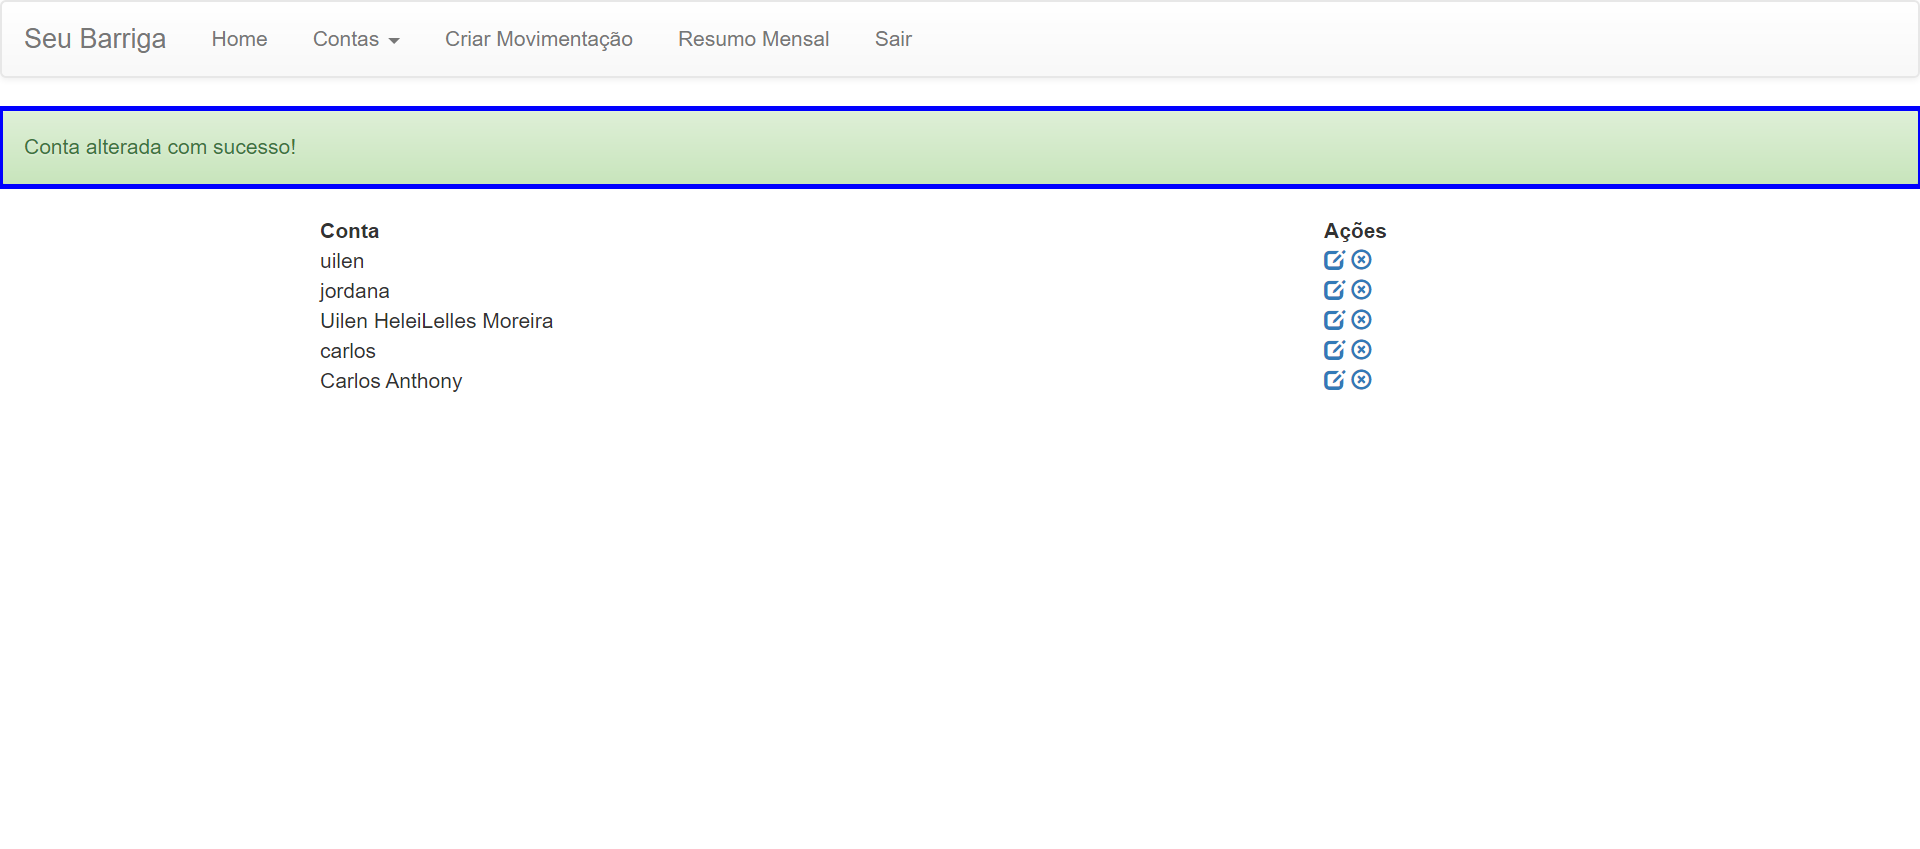 Seu Barriga Home Contas Criar Movimentação Resumo Mensal Sair
Conta alterada com sucesso!
Conta Ações
uilen
jordana
Uilen HeleiLelles Moreira
carlos
Carlos Anthony